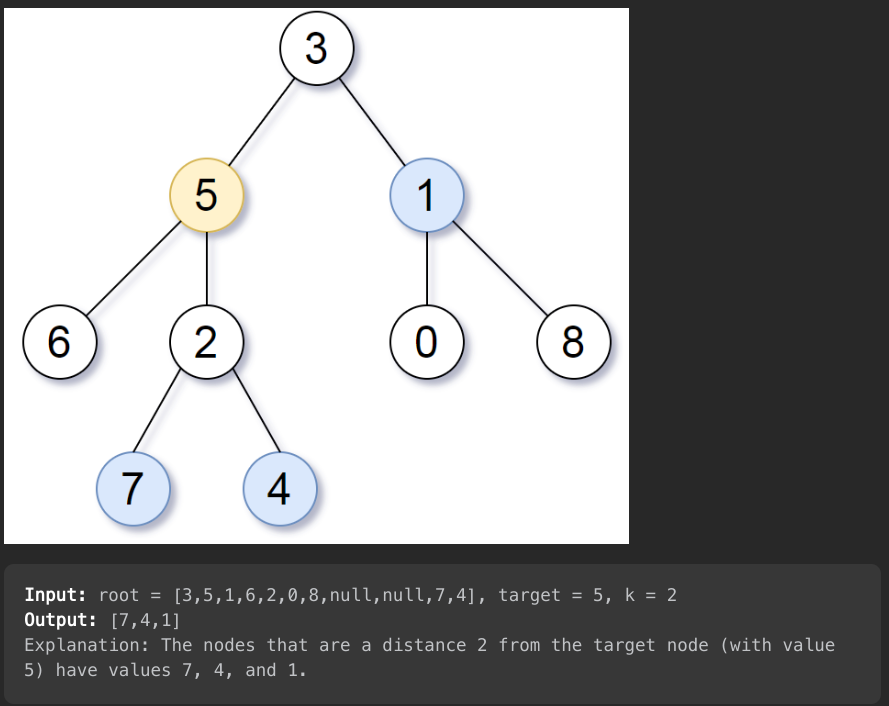 3
5
1
6
2
0
8
7
4
Input: root = [3,5,1,6,2,0,8,null,null,7,4], target = 5, k = 2
Output: [7,4,1]
Explanation: The nodes that are a distance 2 from the target node (with value
5) have values 7, 4, and 1.